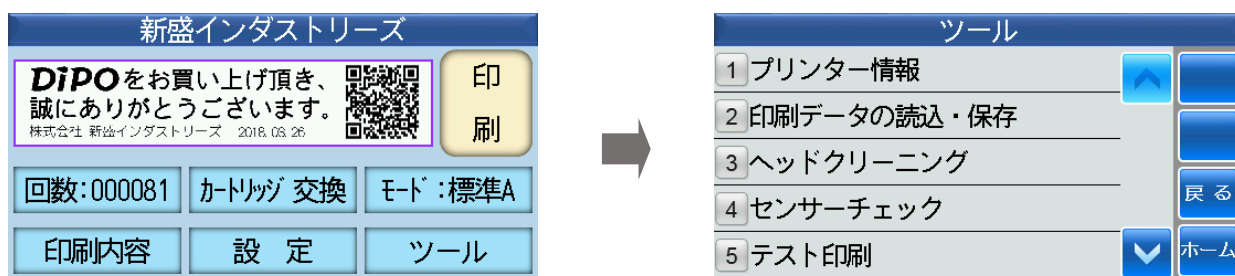 新盛インダストリーズ
DiPOをお買い上げ頂き、
誠にありがとうございます。
株式会社 新盛インダストリーズ 2018.03.26
印刷
回数:000081
ｶｰﾄﾘｯｼﾞ 交換
ﾓｰﾄﾞ:標準A
印刷内容
設 定
ツール
ツール
1 プリンター情報
2 印刷データの読込・保存
3 ヘッドクリーニング
4 センサーチェック
5 テスト印刷
戻る
ホーム